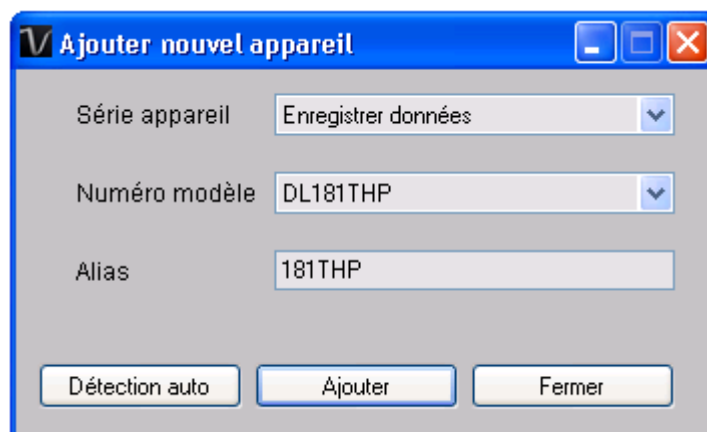 Ajouter nouvel appareil
Série appareil Enregistrer données
Numéro modèle DL181THP
Alias 181THP
Détection auto Ajouter Fermer